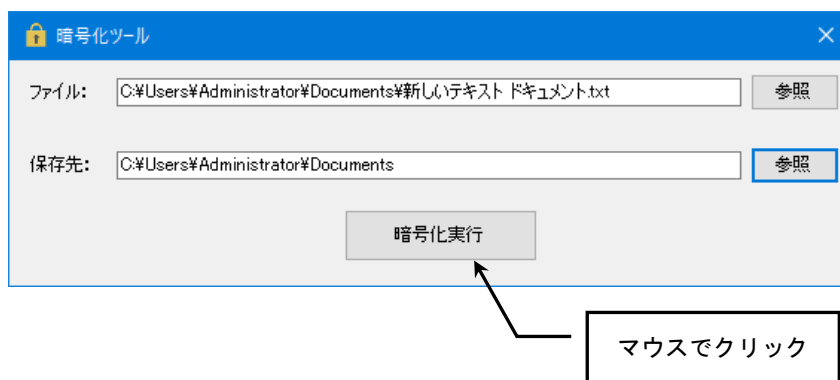 暗号化ツール
ファイル: C:¥Users¥Administrator¥Documents¥新しいテキスト ドキュメント.txt 参照
保存先: C:¥Users¥Administrator¥Documents 参照
暗号化実行
マウスでクリック